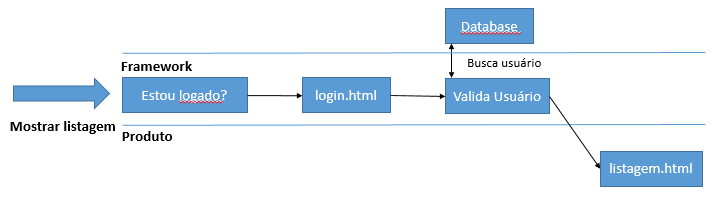 Database
Framework
Busca usuário
Estou logado?
login.html
Valida Usuário
Mostrar listagem
Produto
listagem.html